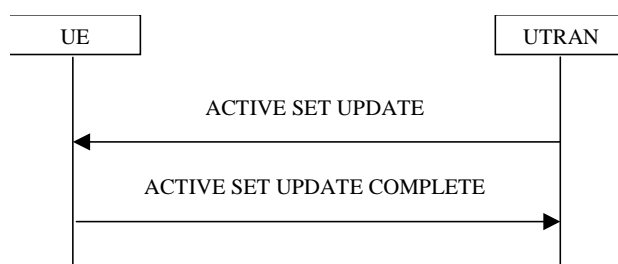 UE
UTRAN
ACTIVE SET UPDATE
ACTIVE SET UPDATE COMPLETE